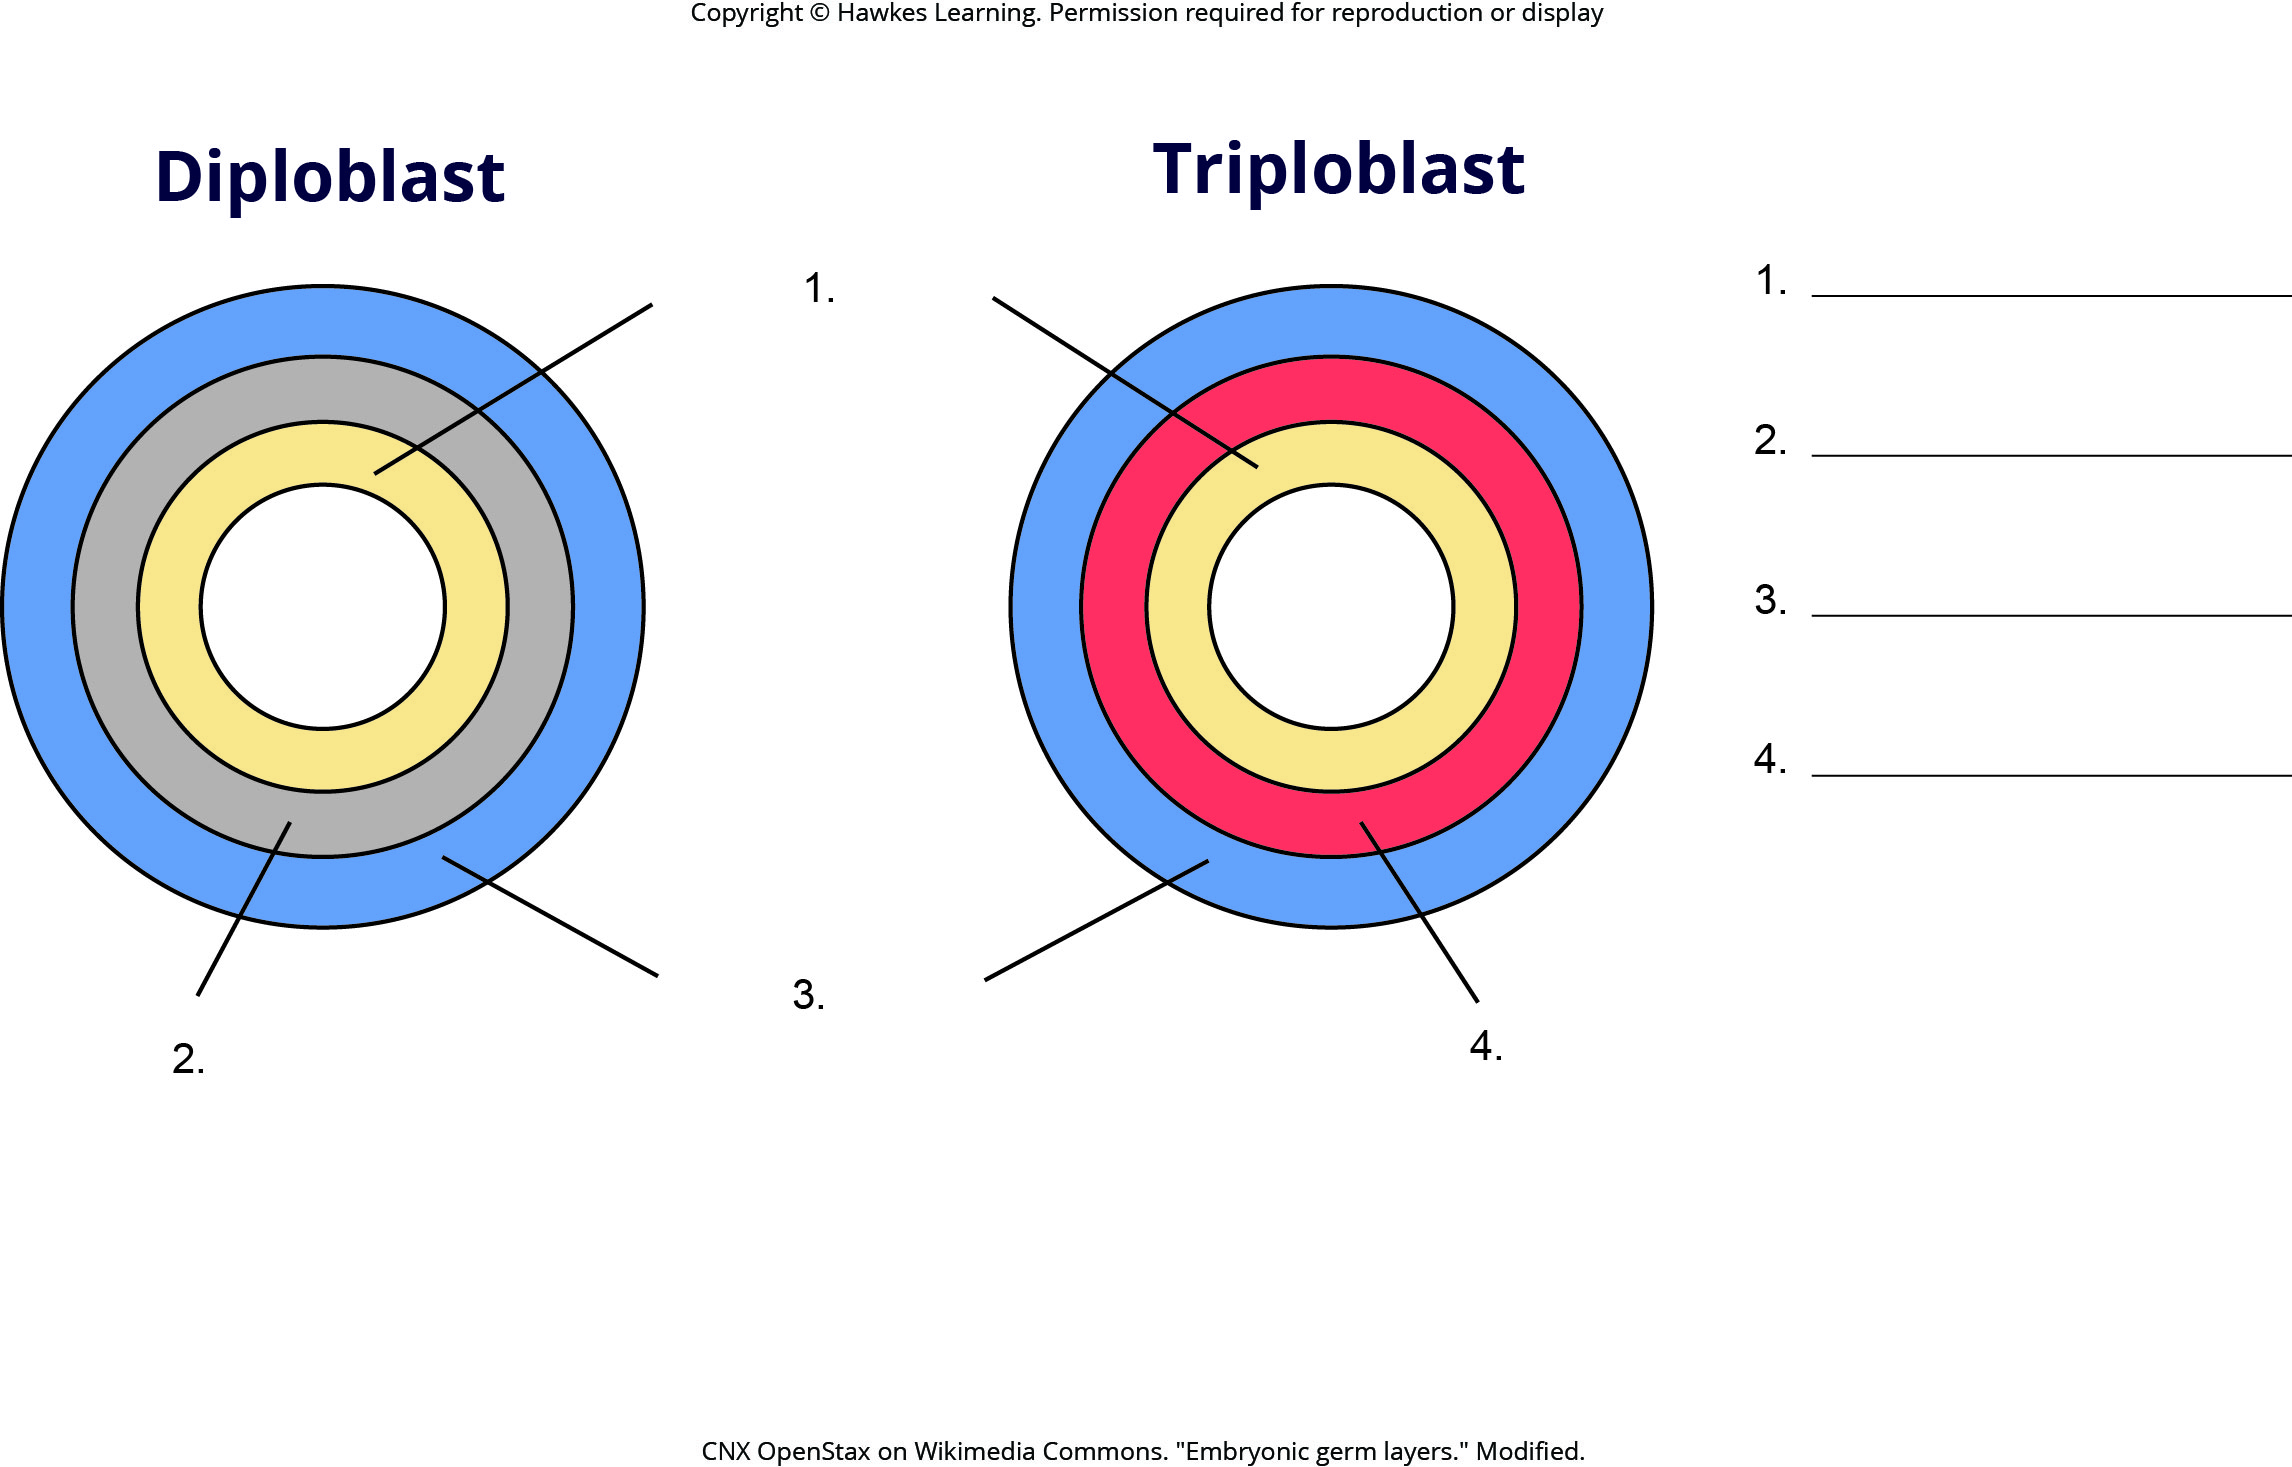 Copyright © Hawkes Learning. Permission required for reproduction or display
Diploblast
Triploblast
1.
2.
3.
4.
1. 
2. 
3. 
4. 
CNX OpenStax on Wikimedia Commons. "Embryonic germ layers." Modified.